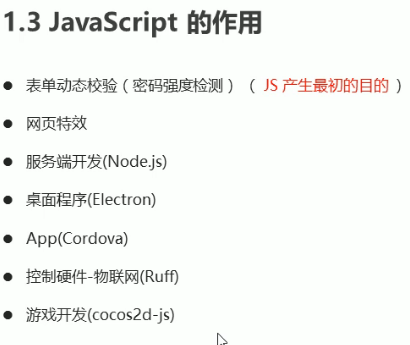 1.3 JavaScript 的作用
● 表单动态校验（密码强度检测）（ JS 产生最初的目的 ）
● 网页特效
● 服务端开发(Node.js)
● 桌面程序(Electron)
● App(Cordova)
● 控制硬件-物联网(Ruff)
● 游戏开发(cocos2d-js)